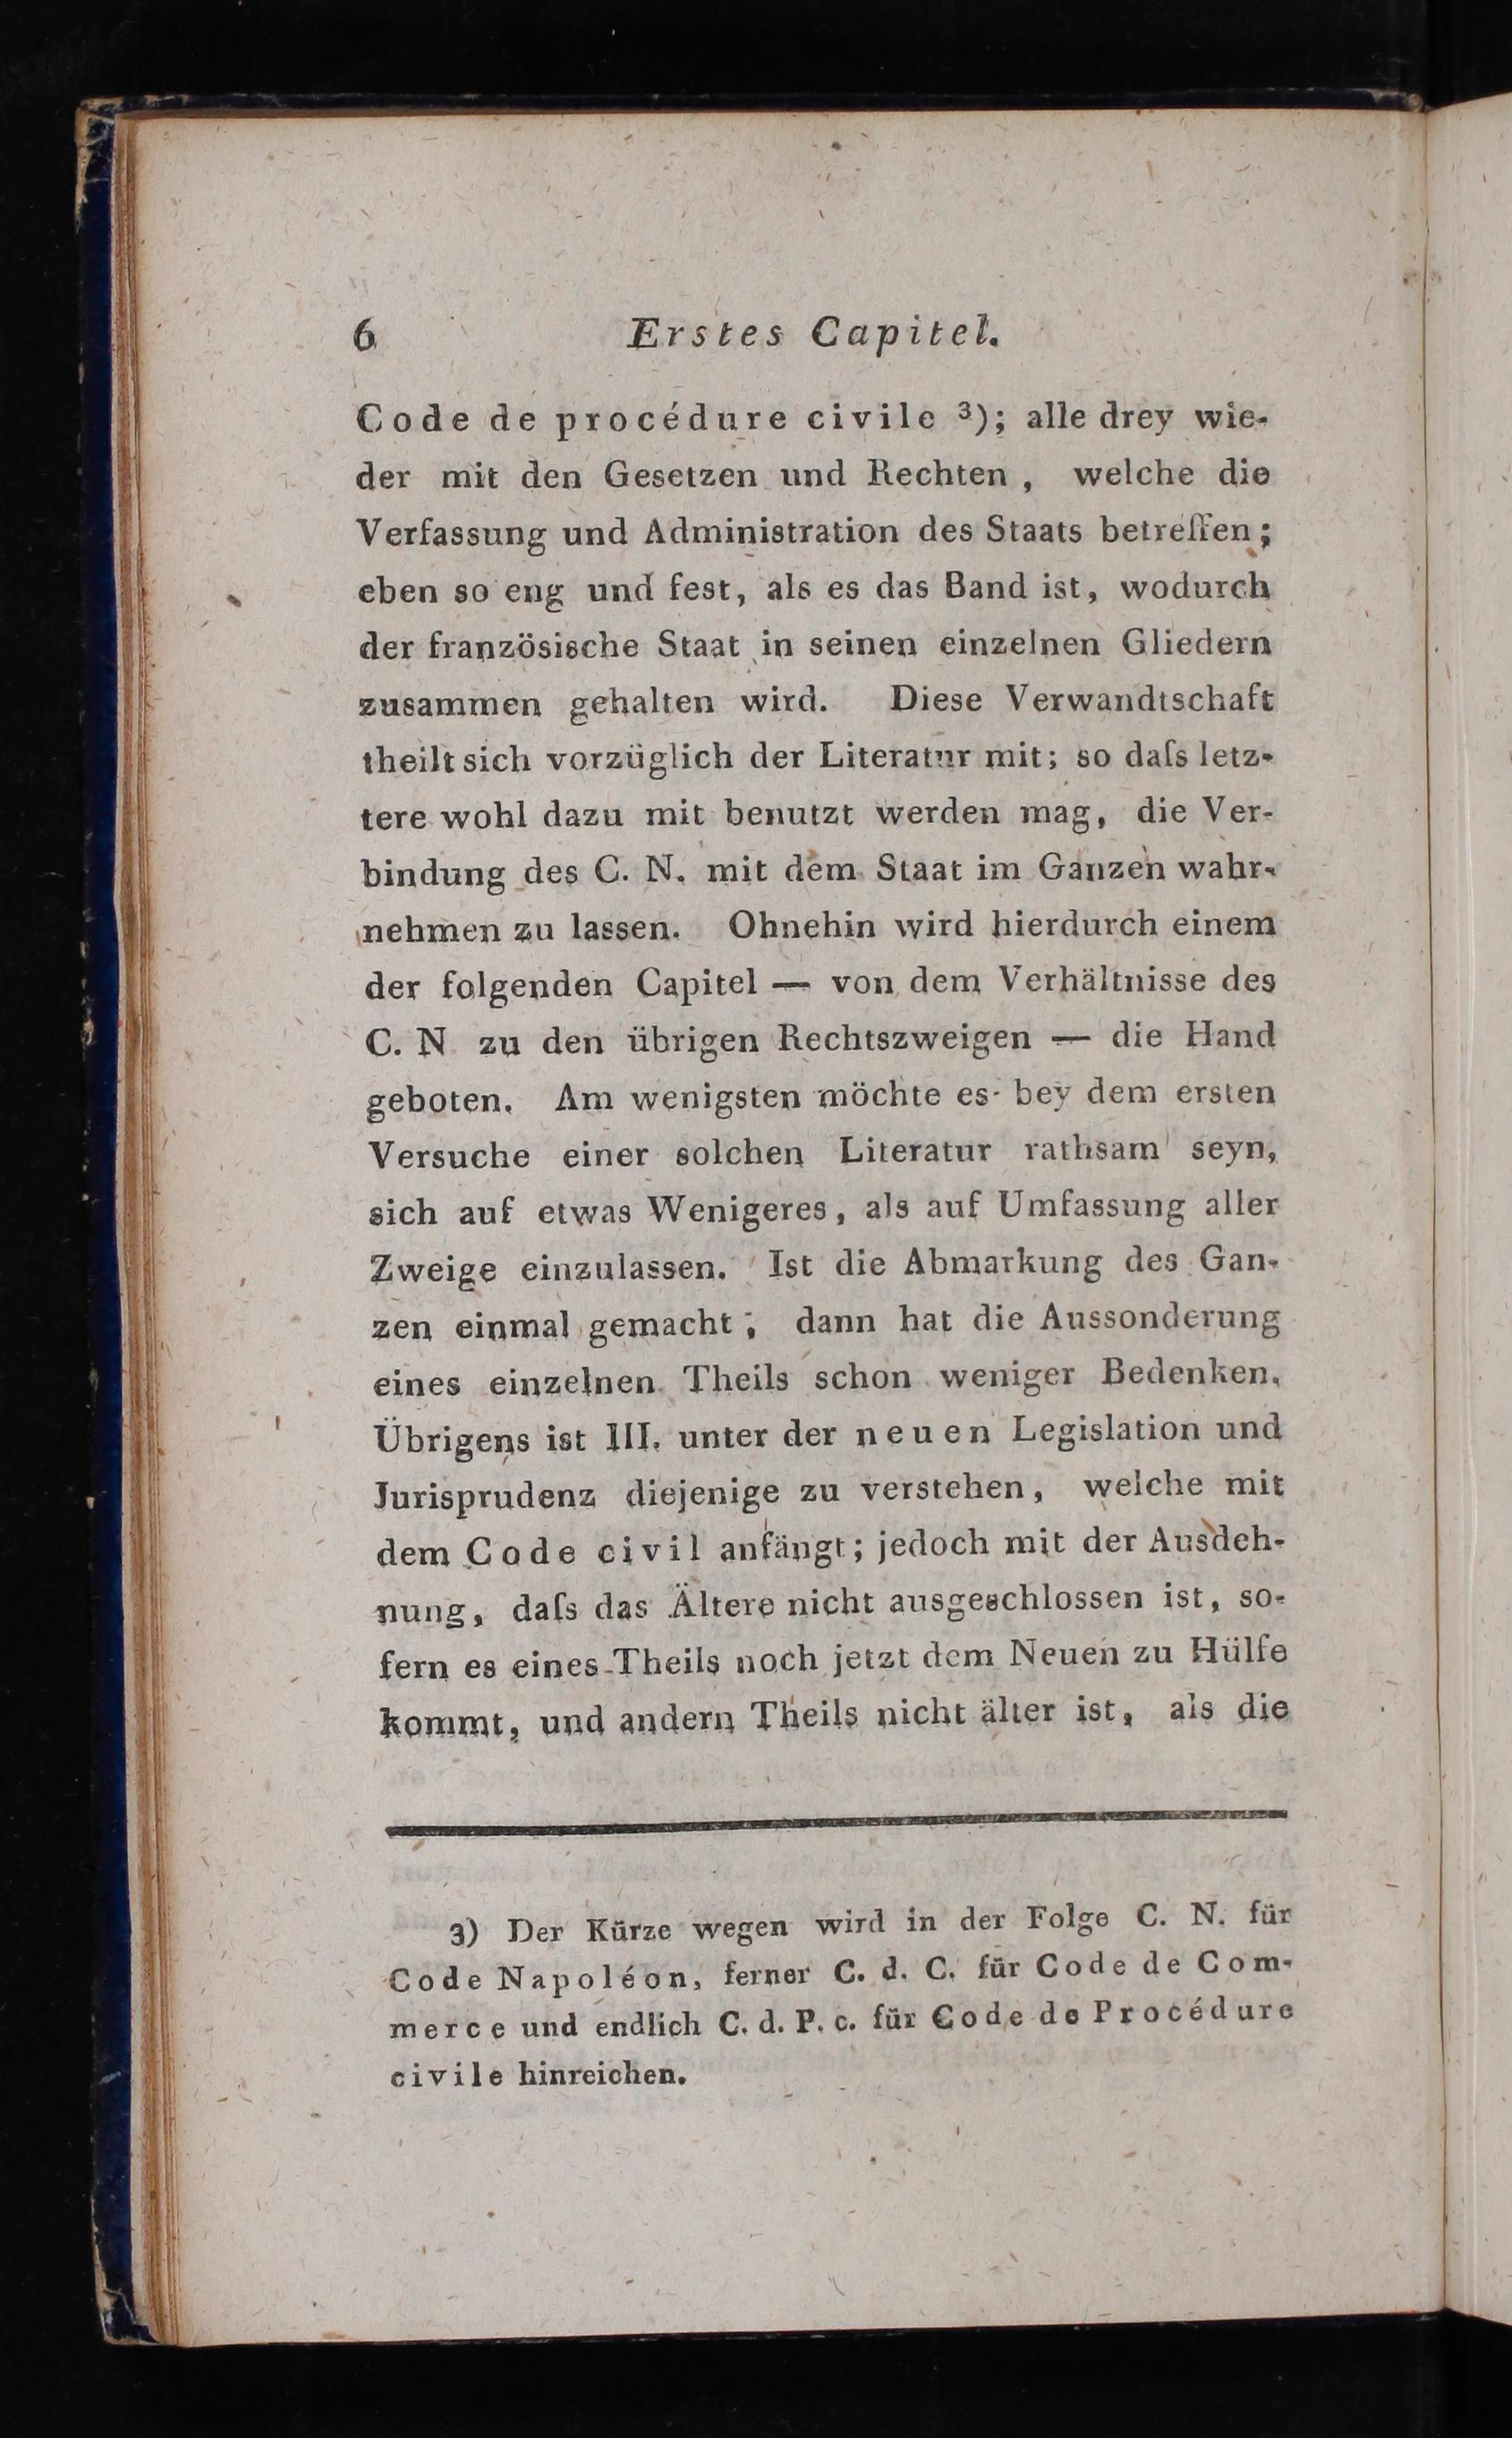 6 Erstes Capitel.
Code de procédure civile ³); alle drey wie-
der mit den Gesetzen und Rechten, welche die
Verfassung und Administration des Staats betreffen;
eben so eng und fest, als es das Band ist, wodurch
der französische Staat in seinen einzelnen Gliedern
zusammen gehalten wird. Diese Verwandtschaft
theilt sich vorzüglich der Literatur mit; so daſs letz-
tere wohl dazu mit benutzt werden mag, die Ver-
bindung des C. N. mit dem Staat im Ganzen wahr-
nehmen zu lassen. Ohnehin wird hierdurch einem
der folgenden Capitel — von dem Verhältnisse des
C. N zu den übrigen Rechtszweigen — die Hand
geboten. Am wenigsten möchte es bey dem ersten
Versuche einer solchen Literatur rathsam seyn,
sich auf etwas Wenigeres, als auf Umfassung aller
Zweige einzulassen. Ist die Abmarkung des Gan-
zen einmal gemacht, dann hat die Aussonderung
eines einzelnen Theils schon weniger Bedenken.
Übrigens ist III. unter der neuen Legislation und
Jurisprudenz diejenige zu verstehen, welche mit
dem Code civil anfängt; jedoch mit der Ausdeh-
nung, daſs das Ältere nicht ausgeschlossen ist, so-
fern es eines Theils noch jetzt dem Neuen zu Hülfe
kommt, und andern Theils nicht älter ist, als die
3) Der Kürze wegen wird in der Folge C. N. für
Code Napoléon, ferner C. d. C. für Code de Com-
merce und endlich C. d. P. c. für Code de Procédure
civile hinreichen.